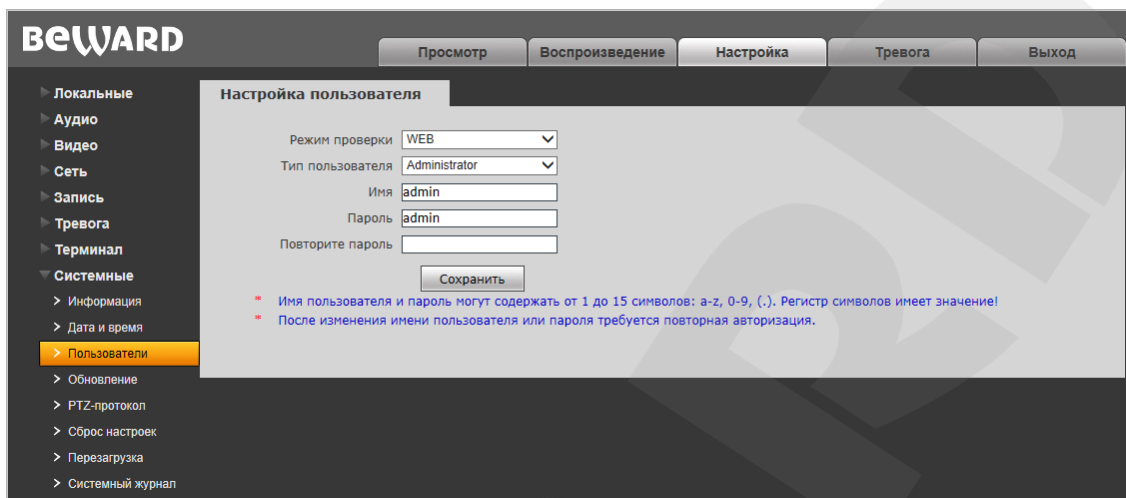 BEWARD
Просмотр
Воспроизведение
Настройка
Тревога
Выход
Локальные
Аудио
Видео
Сеть
Запись
Тревога
Терминал
Системные
Информация
Дата и время
Пользователи
Обновление
PTZ-протокол
Сброс настроек
Перезагрузка
Системный журнал
Настройка пользователя
Режим проверки WEB
Тип пользователя Administrator
Имя admin
Пароль admin
Повторите пароль
Сохранить
* Имя пользователя и пароль могут содержать от 1 до 15 символов: a-z, 0-9, (.). Регистр символов имеет значение!
* После изменения имени пользователя или пароля требуется повторная авторизация.